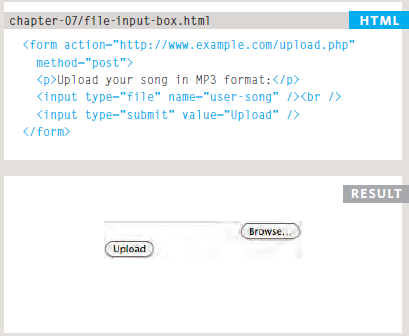 chapter-07/file-input-box.html
HTML
<form action="http://www.example.com/upload.php"
method="post">
<p>Upload your song in MP3 format:</p>
<input type="file" name="user-song" /><br />
<input type="submit" value="Upload" />
</form>
RESULT
Browse...
Upload